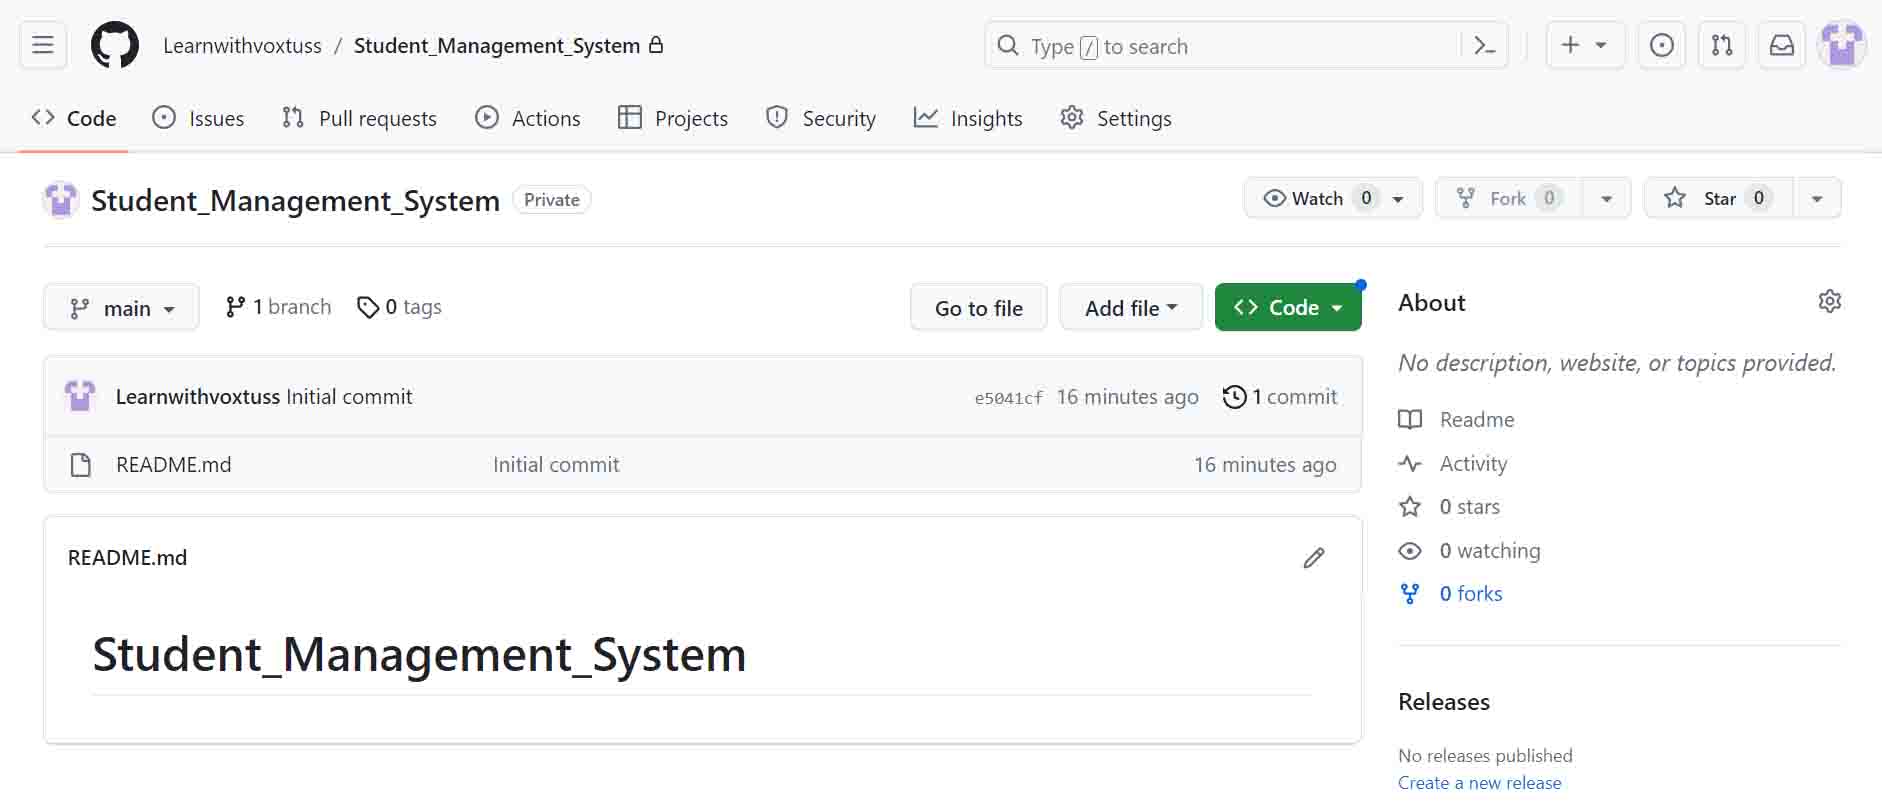 Learnwithvoxtuss / Student_Management_System Type / to search
Code Issues Pull requests Actions Projects Security Insights Settings
Student_Management_System Private Watch 0 Fork 0 Star 0
main 1 branch 0 tags Go to file Add file Code
Learnwithvoxtuss Initial commit e5041cf 16 minutes ago 1 commit
README.md Initial commit 16 minutes ago
README.md
Student_Management_System
About
No description, website, or topics provided.
Readme
Activity
0 stars
0 watching
0 forks
Releases
No releases published
Create a new release